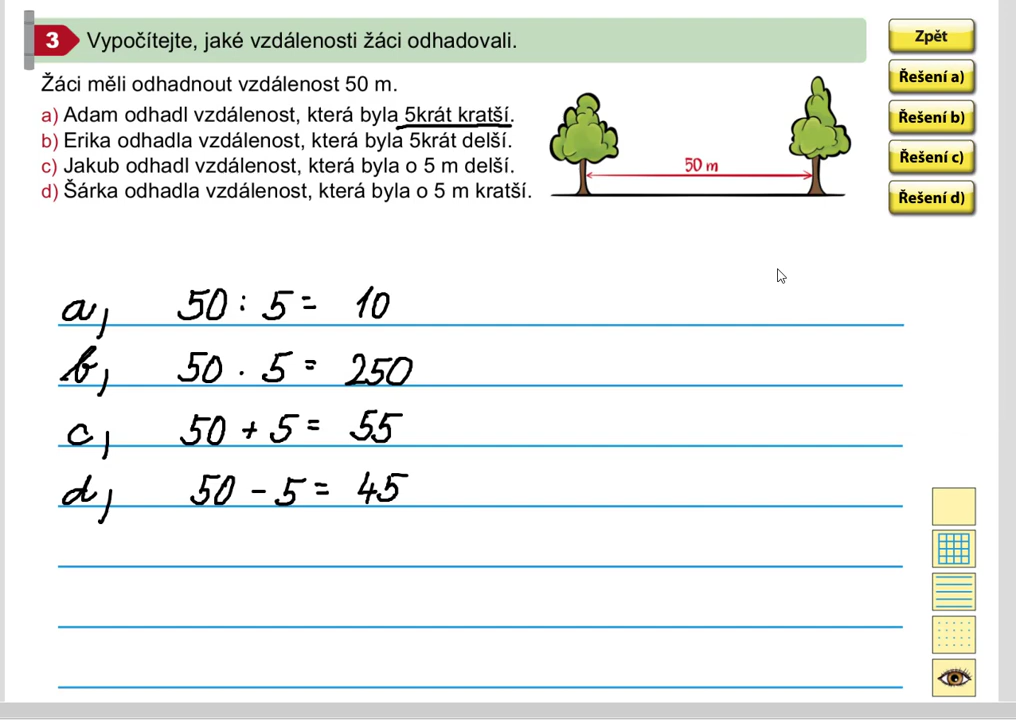 3 Vypočítejte, jaké vzdálenosti žáci odhadovali.
Zpět
Řešení a)
Řešení b)
Řešení c)
Řešení d)
Žáci měli odhadnout vzdálenost 50 m.
a) Adam odhadl vzdálenost, která byla 5krát kratší.
b) Erika odhadla vzdálenost, která byla 5krát delší.
c) Jakub odhadl vzdálenost, která byla o 5 m delší.
d) Šárka odhadla vzdálenost, která byla o 5 m kratší.
50 m
a, 50 : 5 = 10
b, 50 · 5 = 250
c, 50 + 5 = 55
d, 50 - 5 = 45